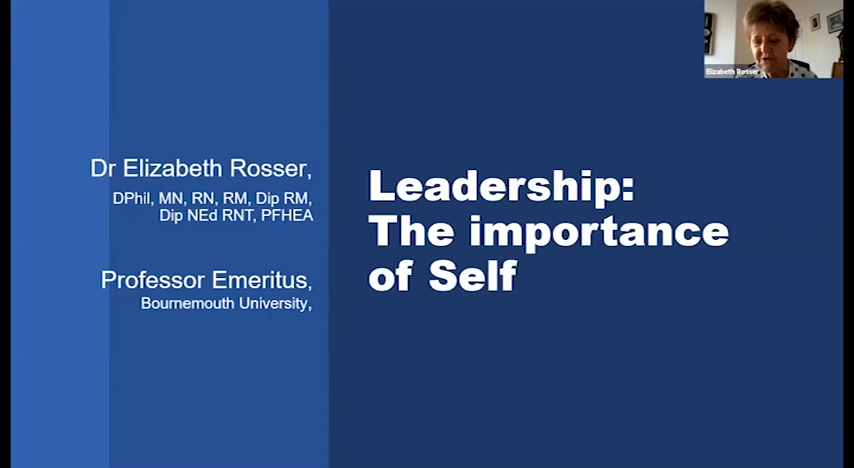 Dr Elizabeth Rosser,
DPhil, MN, RN, RM, Dip RM,
Dip NEd RNT, PFHEA
Professor Emeritus,
Bournemouth University,
Leadership:
The importance
of Self
Elizabeth Rosser